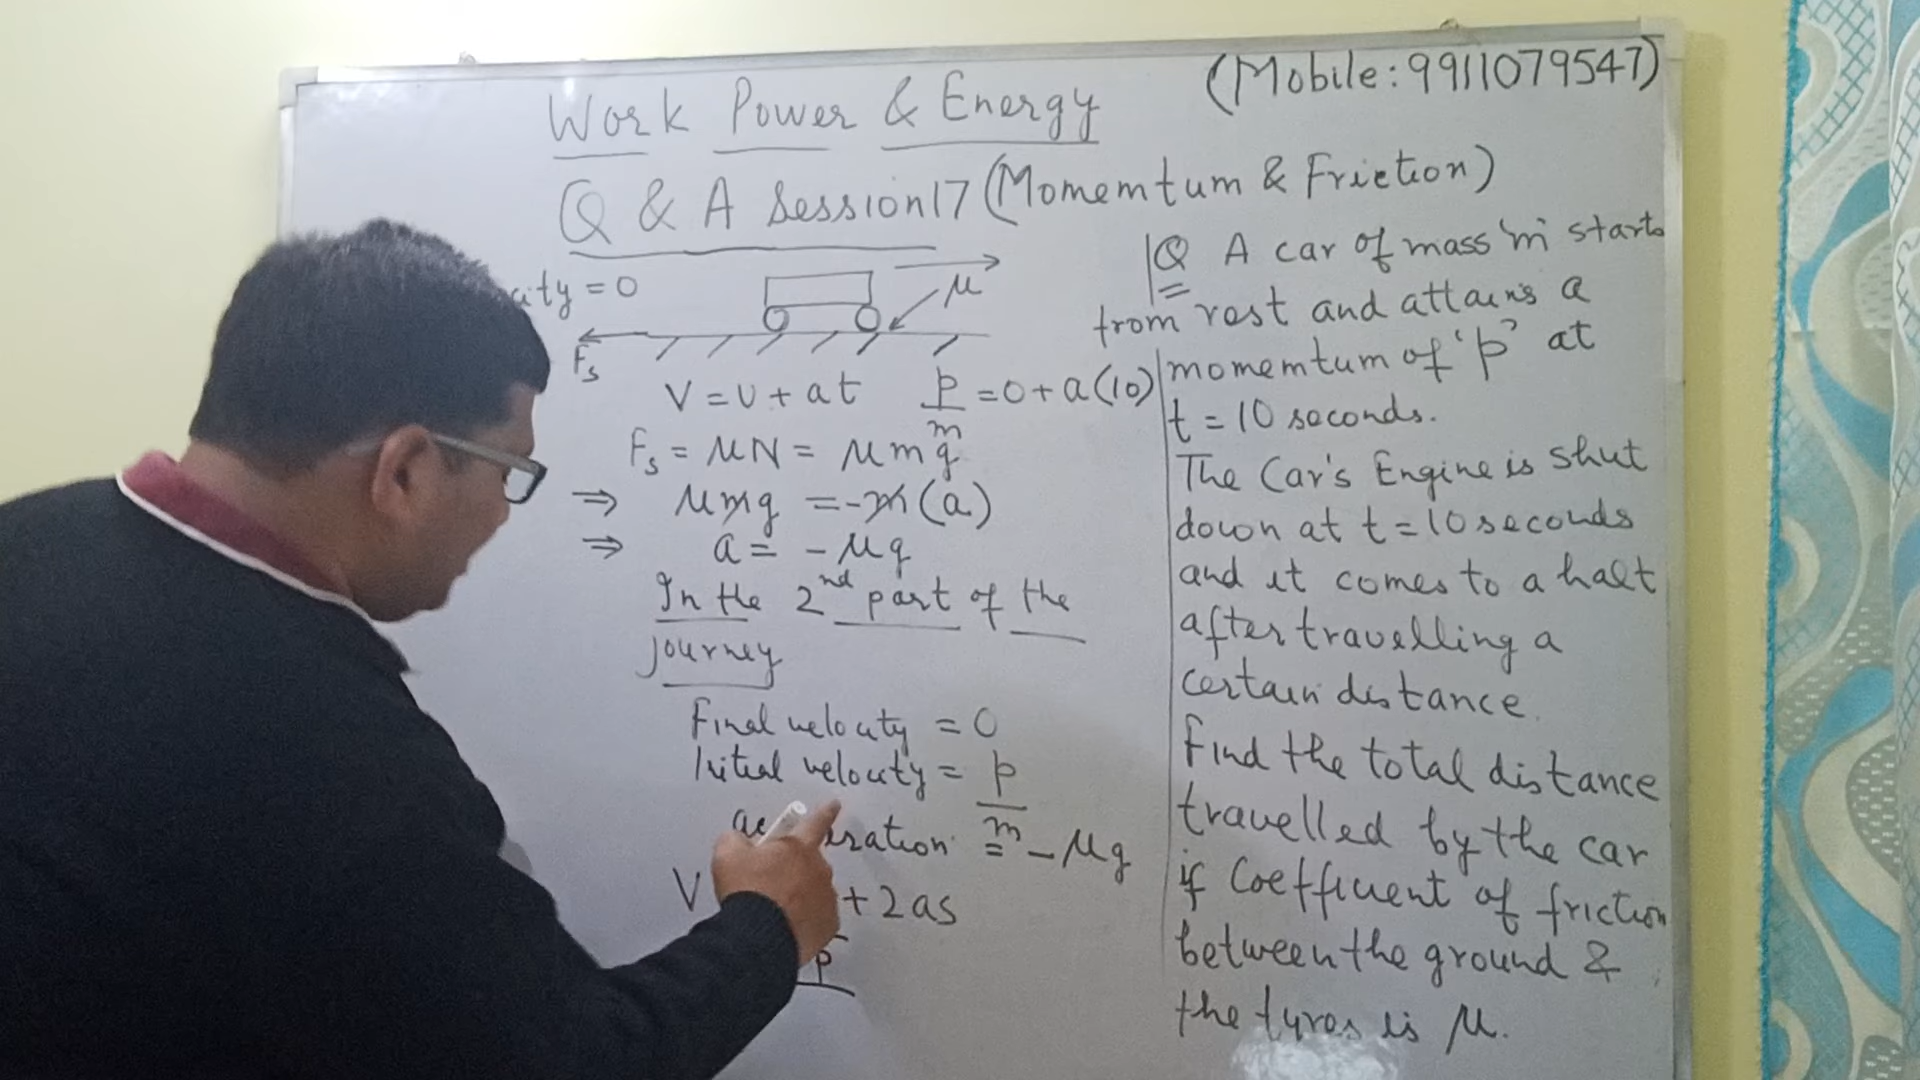 (Mobile: 9911079547)
Work Power & Energy
Q & A Session 17 (Momemtum & Friction)
= 0
μ
Fs
V = U + at p/m = 0 + a(10)
Fs = μN = μmg
⇒ μmg = -m(a)
⇒ a = -μg
In the 2nd part of the
journey
Final velocity = 0
Initial velocity = p/m
= -μg
V + 2as
p
Q A car of mass 'm' starts
from rest and attains a
momemtum of 'p' at
t = 10 seconds.
The Car's Engine is shut
down at t = 10 seconds
and it comes to a halt
after travelling a
certain distance.
Find the total distance
travelled by the car
if Coefficient of friction
between the ground &
the tyres is μ.